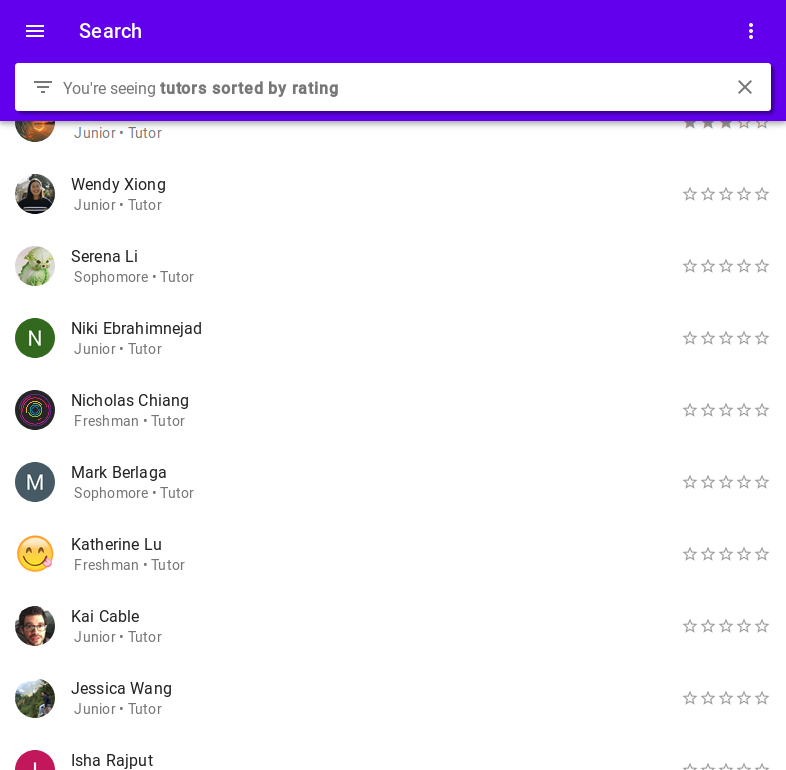 Search
You're seeing tutors sorted by rating
Junior • Tutor
Wendy Xiong
Junior • Tutor
Serena Li
Sophomore • Tutor
N
Niki Ebrahimnejad
Junior • Tutor
Nicholas Chiang
Freshman • Tutor
M
Mark Berlaga
Sophomore • Tutor
Katherine Lu
Freshman • Tutor
Kai Cable
Junior • Tutor
Jessica Wang
Junior • Tutor
I
Isha Rajput